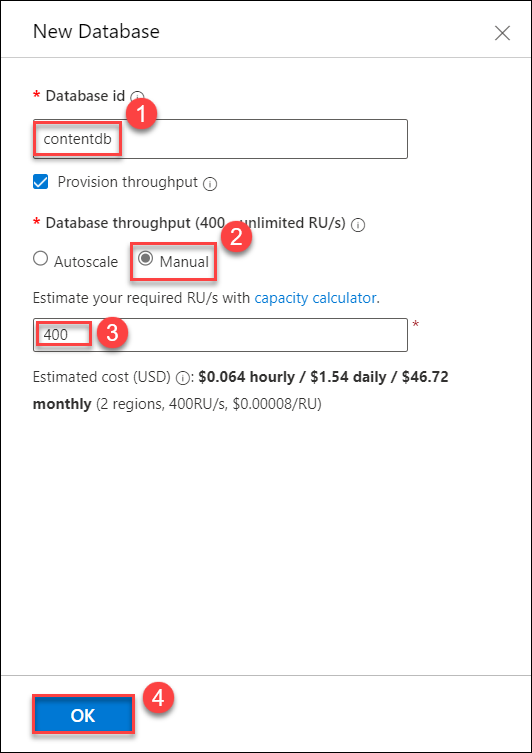 New Database
* Database id
1
contentdb
Provision throughput
* Database throughput (400 - unlimited RU/s)
2
Autoscale Manual
Estimate your required RU/s with capacity calculator.
400 3 *
Estimated cost (USD) : $0.064 hourly / $1.54 daily / $46.72
monthly (2 regions, 400RU/s, $0.00008/RU)
OK 4